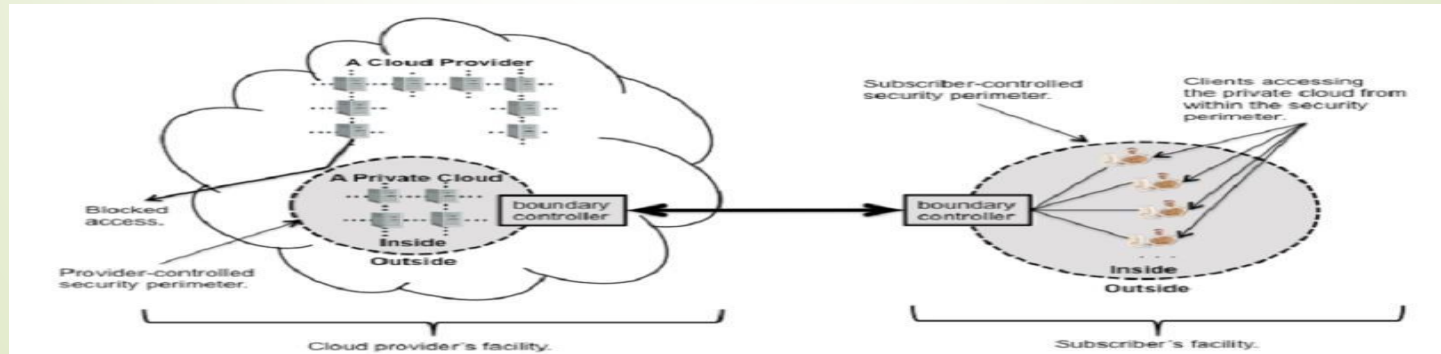 A Cloud Provider
Blocked
access.
A Private Cloud
boundary
controller
Inside
Outside
Provider-controlled
security perimeter.
Cloud provider's facility.
Subscriber-controlled
security perimeter.
Clients accessing
the private cloud from
within the security
perimeter.
boundary
controller
Inside
Outside
Subscriber's facility.